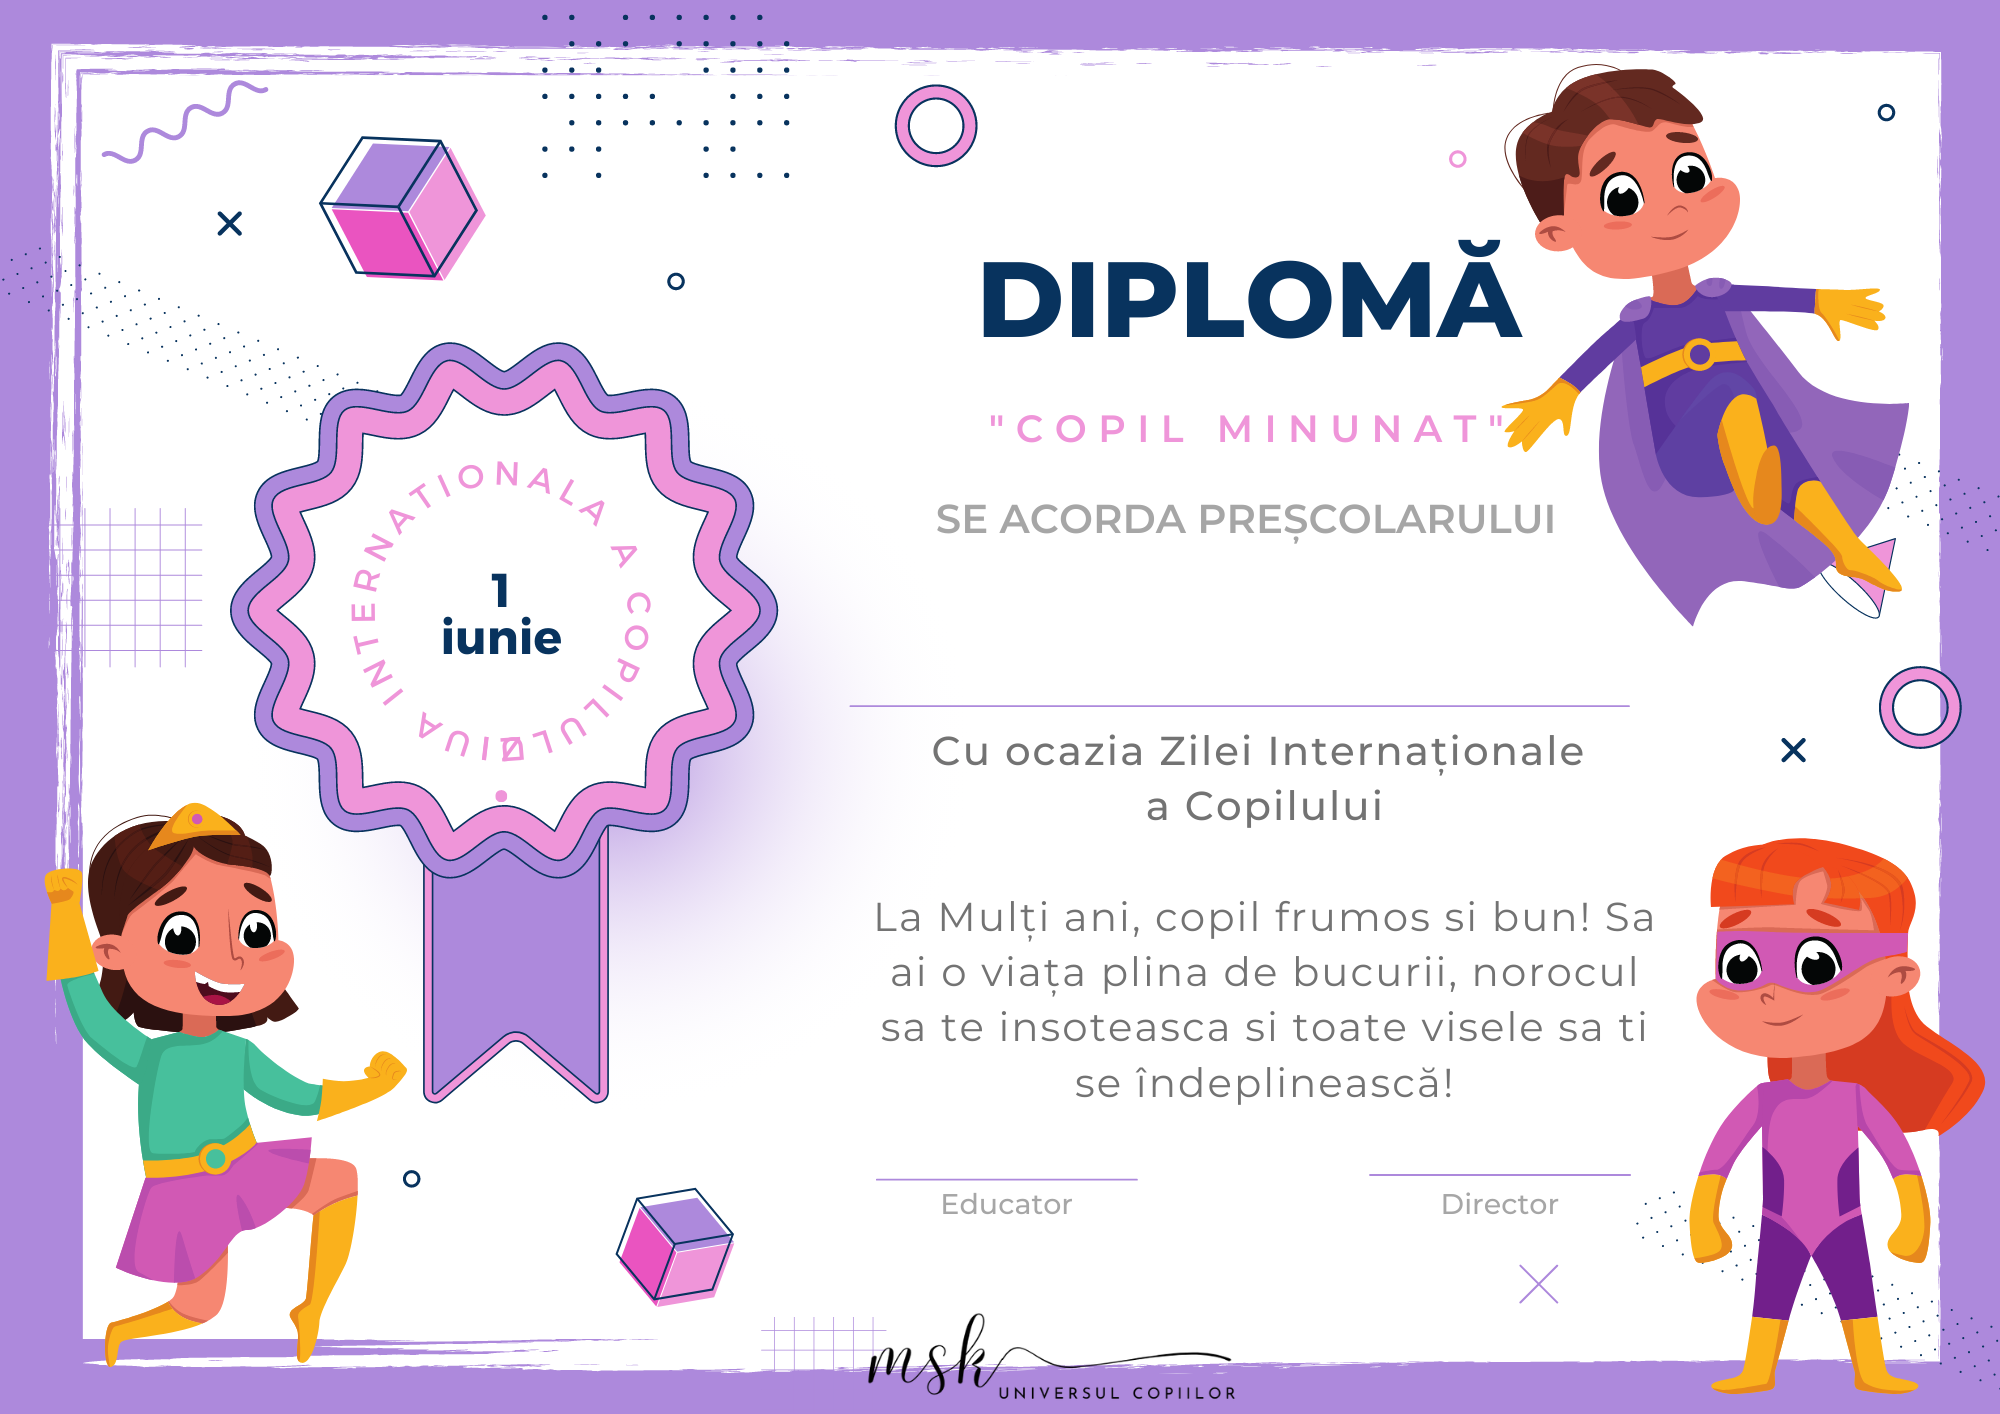 DIPLOMĂ
"COPIL MINUNAT"
SE ACORDA PREȘCOLARULUI
ZIUA INTERNATIONALA A COPILULUI
1
iunie
Cu ocazia Zilei Internaționale
a Copilului
La Mulți ani, copil frumos si bun! Sa
ai o viața plina de bucurii, norocul
sa te insoteasca si toate visele sa ti
se îndeplinească!
Educator
Director
msk
UNIVERSUL COPIILOR